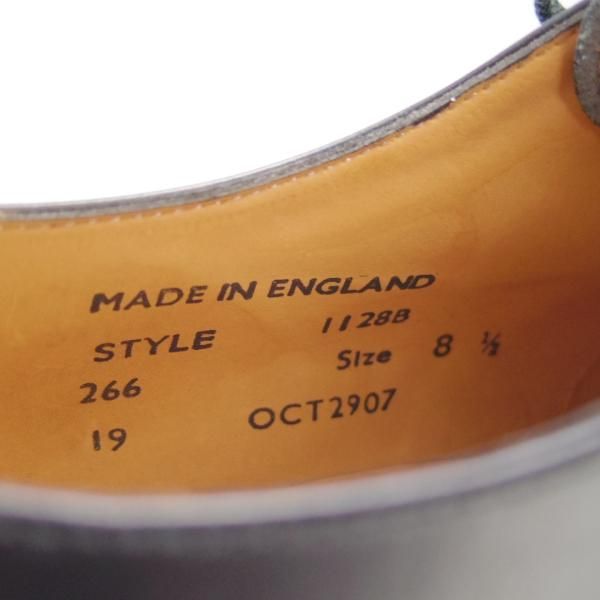 MADE IN ENGLAND
STYLE 1128B
266 Size 8 ½
19 OCT2907